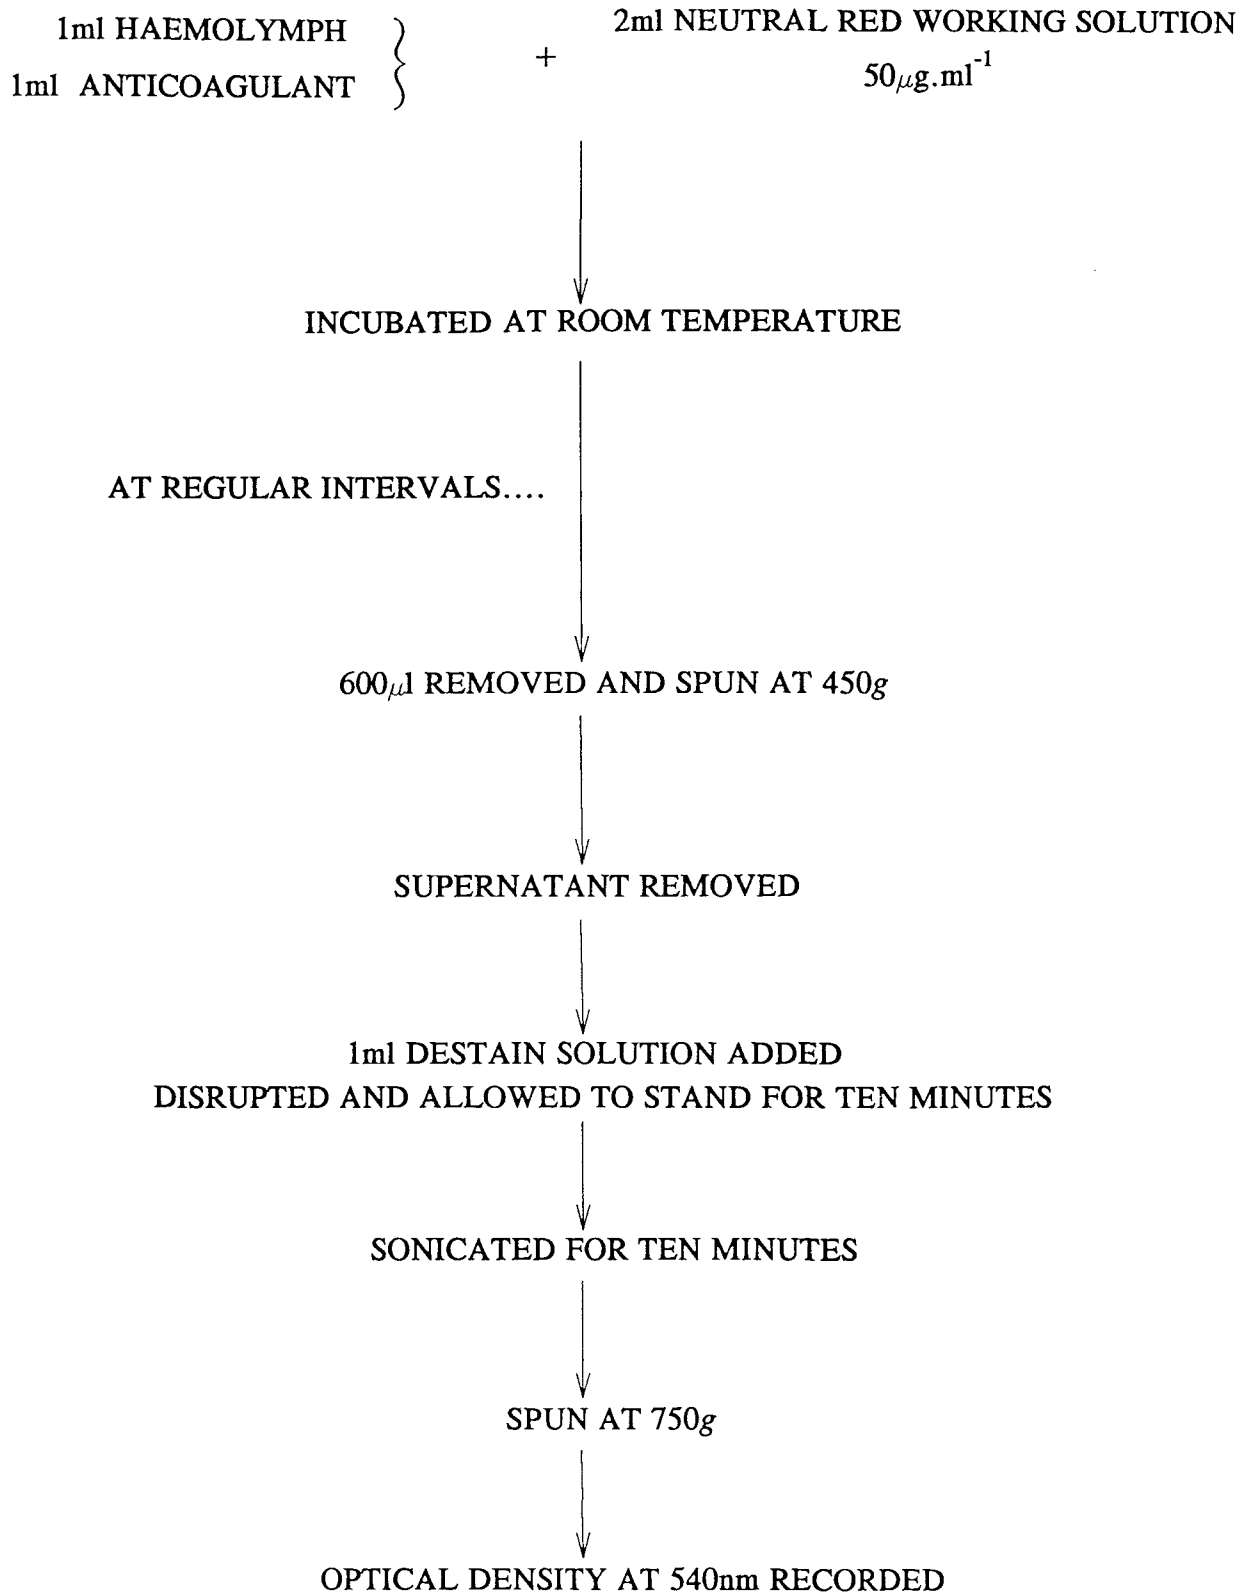 1ml HAEMOLYMPH
1ml ANTICOAGULANT
+
2ml NEUTRAL RED WORKING SOLUTION
50µg.ml⁻¹
INCUBATED AT ROOM TEMPERATURE
AT REGULAR INTERVALS....
600µl REMOVED AND SPUN AT 450g
SUPERNATANT REMOVED
1ml DESTAIN SOLUTION ADDED
DISRUPTED AND ALLOWED TO STAND FOR TEN MINUTES
SONICATED FOR TEN MINUTES
SPUN AT 750g
OPTICAL DENSITY AT 540nm RECORDED